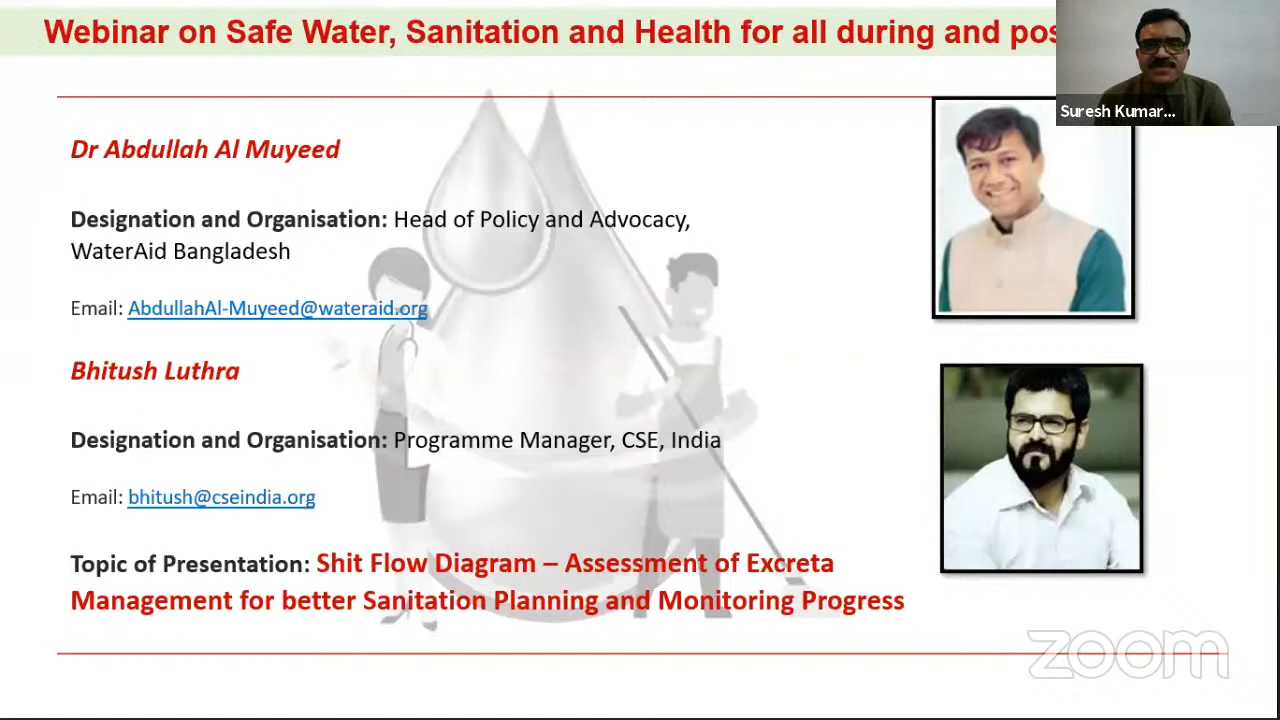 Webinar on Safe Water, Sanitation and Health for all during and pos
Suresh Kumar...
Dr Abdullah Al Muyeed
Designation and Organisation: Head of Policy and Advocacy,
WaterAid Bangladesh
Email: AbdullahAl-Muyeed@wateraid.org
Bhitush Luthra
Designation and Organisation: Programme Manager, CSE, India
Email: bhitush@cseindia.org
Topic of Presentation: Shit Flow Diagram – Assessment of Excreta
Management for better Sanitation Planning and Monitoring Progress
zoom